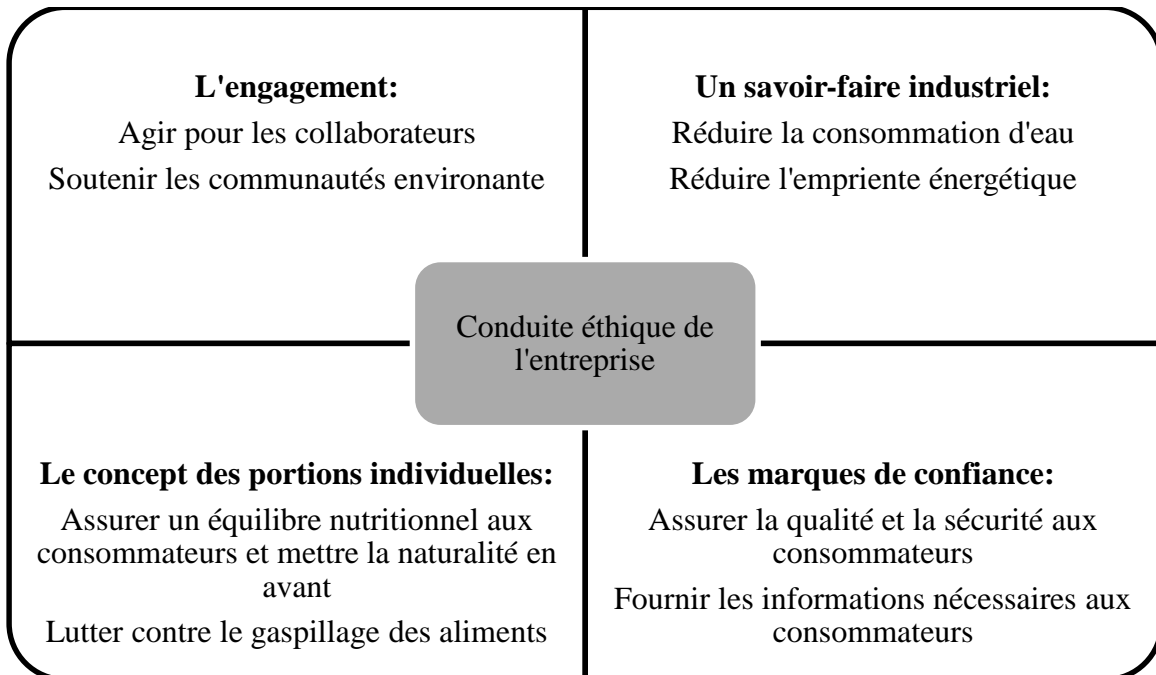 L'engagement:
Agir pour les collaborateurs
Soutenir les communautés environante
Un savoir-faire industriel:
Réduire la consommation d'eau
Réduire l'empriente énergétique
Conduite éthique de
l'entreprise
Le concept des portions individuelles:
Assurer un équilibre nutritionnel aux
consommateurs et mettre la naturalité en
avant
Lutter contre le gaspillage des aliments
Les marques de confiance:
Assurer la qualité et la sécurité aux
consommateurs
Fournir les informations nécessaires aux
consommateurs